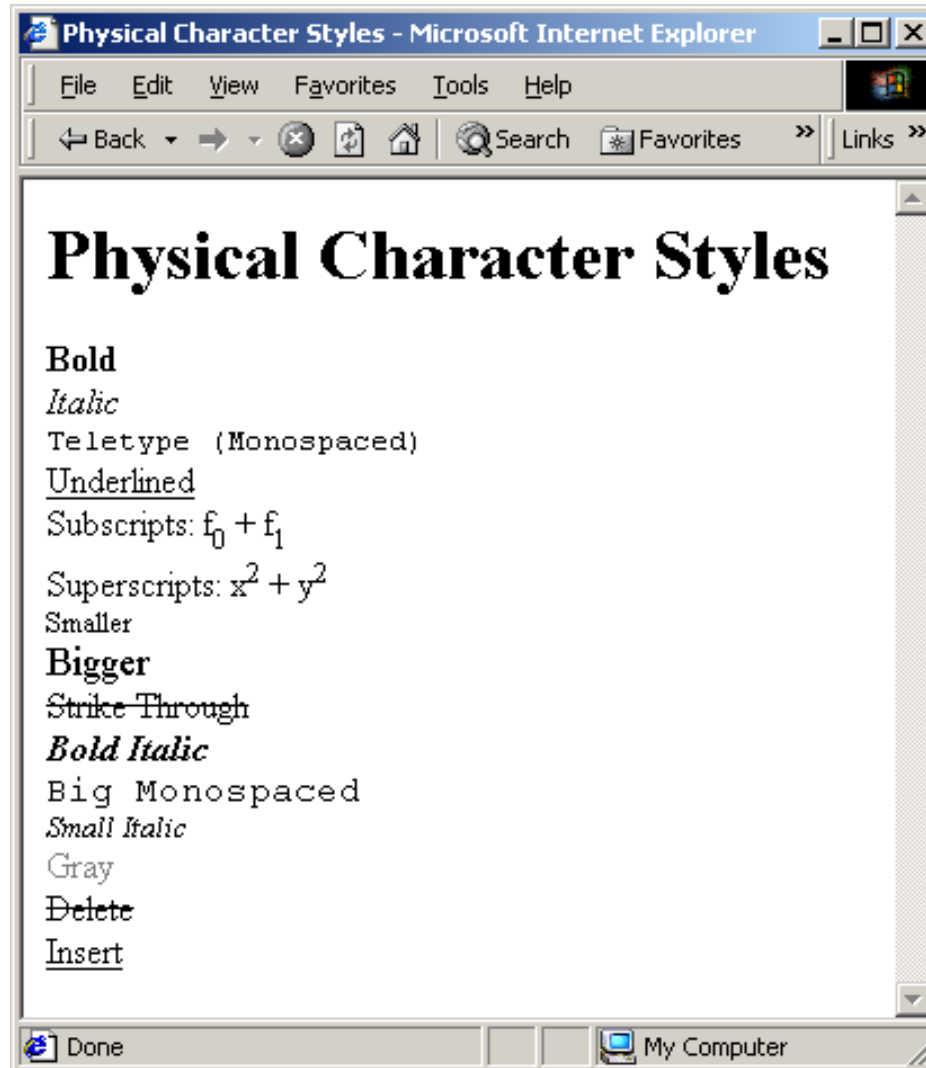 Physical Character Styles - Microsoft Internet Explorer
File Edit View Favorites Tools Help
Back Search Favorites » Links »
Physical Character Styles
Bold
Italic
Teletype (Monospaced)
Underlined
Subscripts: f₀ + f₁
Superscripts: x² + y²
Smaller
Bigger
Strike Through
Bold Italic
Big Monospaced
Small Italic
Gray
Delete
Insert
Done My Computer